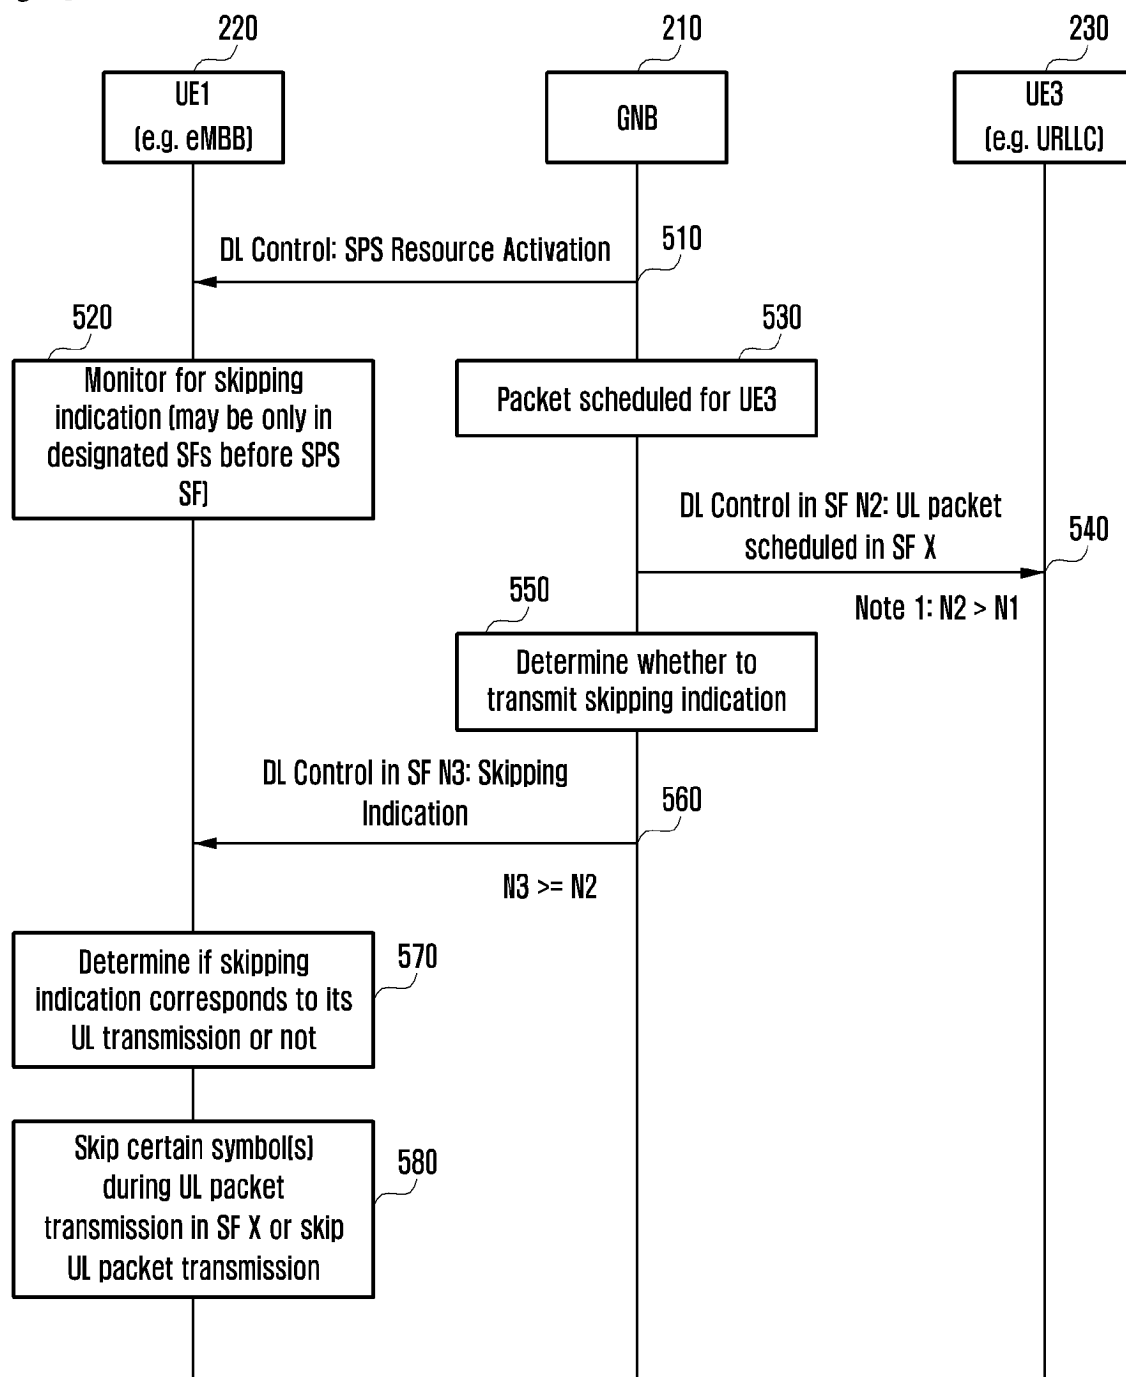 220
210
230
UE1
(e.g. eMBB)
GNB
UE3
(e.g. URLLC)
DL Control: SPS Resource Activation
510
520
530
Monitor for skipping
indication (may be only in
designated SFs before SPS
SF)
Packet scheduled for UE3
DL Control in SF N2: UL packet
scheduled in SF X
540
Note 1: N2 > N1
550
Determine whether to
transmit skipping indication
DL Control in SF N3: Skipping
Indication
560
N3 >= N2
Determine if skipping
indication corresponds to its
UL transmission or not
570
Skip certain symbol(s)
during UL packet
transmission in SF X or skip
UL packet transmission
580